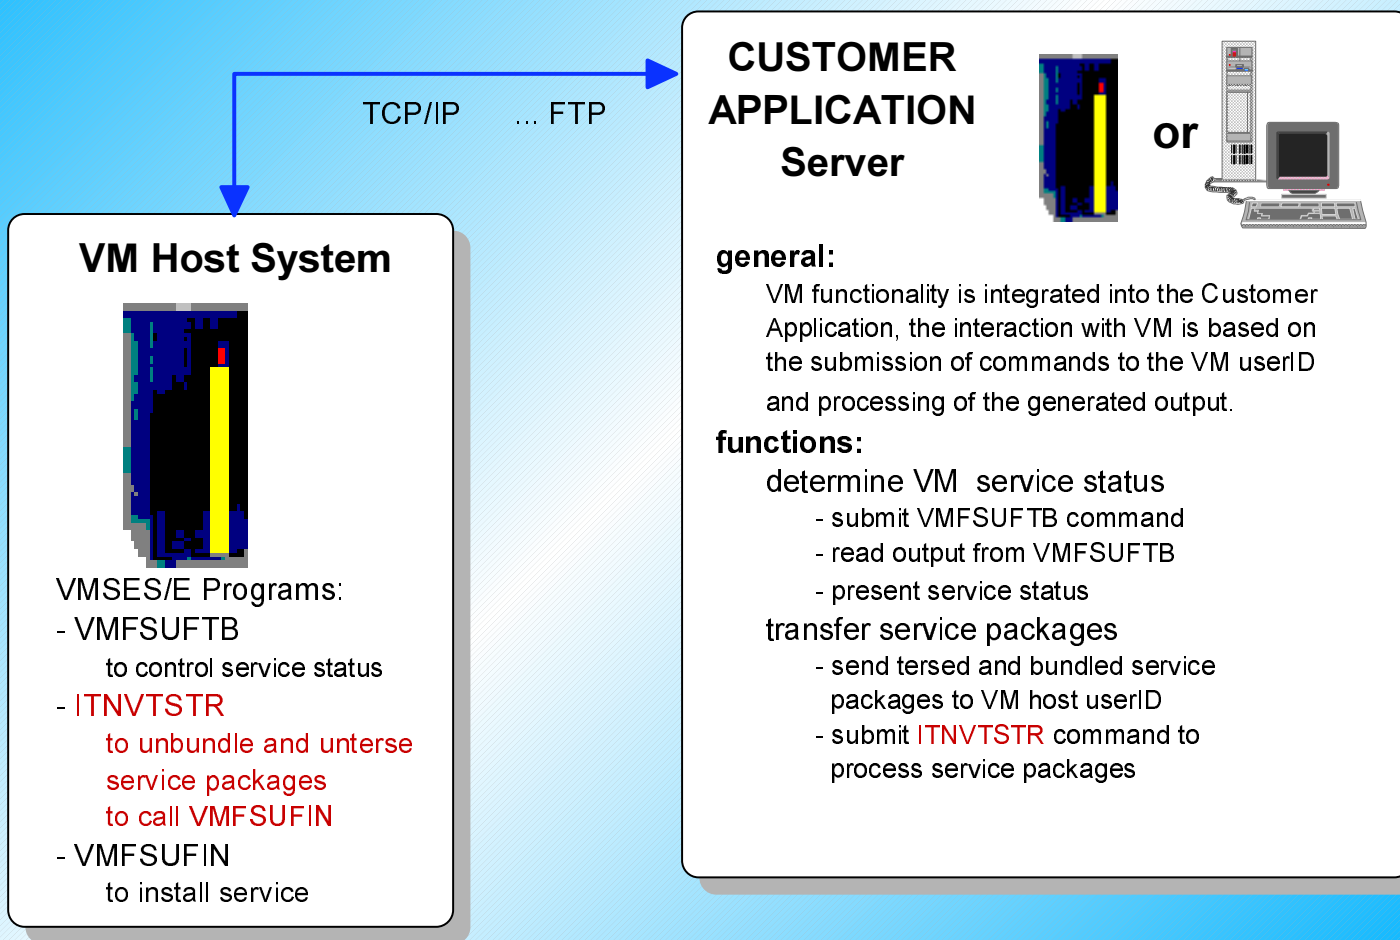 CUSTOMER
APPLICATION
Server
or
TCP/IP ... FTP
VM Host System
VMSES/E Programs:
- VMFSUFTB
to control service status
- ITNVTSTR
to unbundle and unterse
service packages
to call VMFSUFIN
- VMFSUFIN
to install service
general:
VM functionality is integrated into the Customer
Application, the interaction with VM is based on
the submission of commands to the VM userID
and processing of the generated output.
functions:
determine VM service status
- submit VMFSUFTB command
- read output from VMFSUFTB
- present service status
transfer service packages
- send tersed and bundled service
packages to VM host userID
- submit ITNVTSTR command to
process service packages